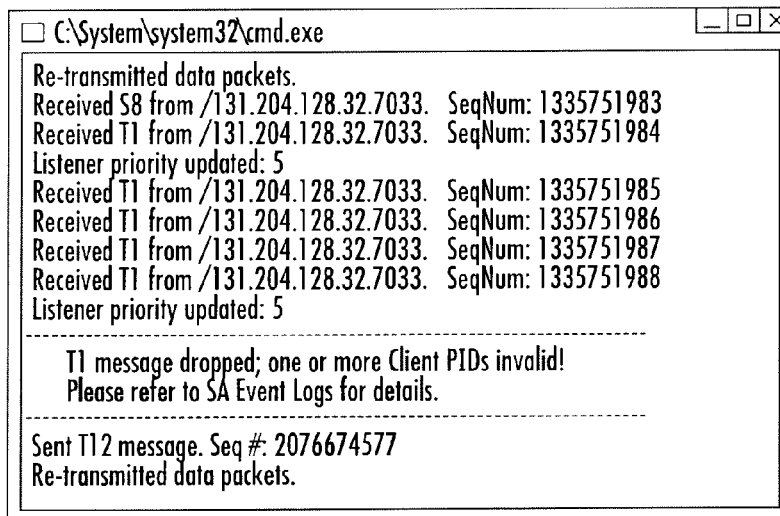 C:\System\system32\cmd.exe
Re-transmitted data packets.
Received S8 from /131.204.128.32.7033. SeqNum: 1335751983
Received T1 from /131.204.128.32.7033. SeqNum: 1335751984
Listener priority updated: 5
Received T1 from /131.204.128.32.7033. SeqNum: 1335751985
Received T1 from /131.204.128.32.7033. SeqNum: 1335751986
Received T1 from /131.204.128.32.7033. SeqNum: 1335751987
Received T1 from /131.204.128.32.7033. SeqNum: 1335751988
Listener priority updated: 5
T1 message dropped; one or more Client PIDs invalid!
Please refer to SA Event Logs for details.
Sent T12 message. Seq #: 2076674577
Re-transmitted data packets.